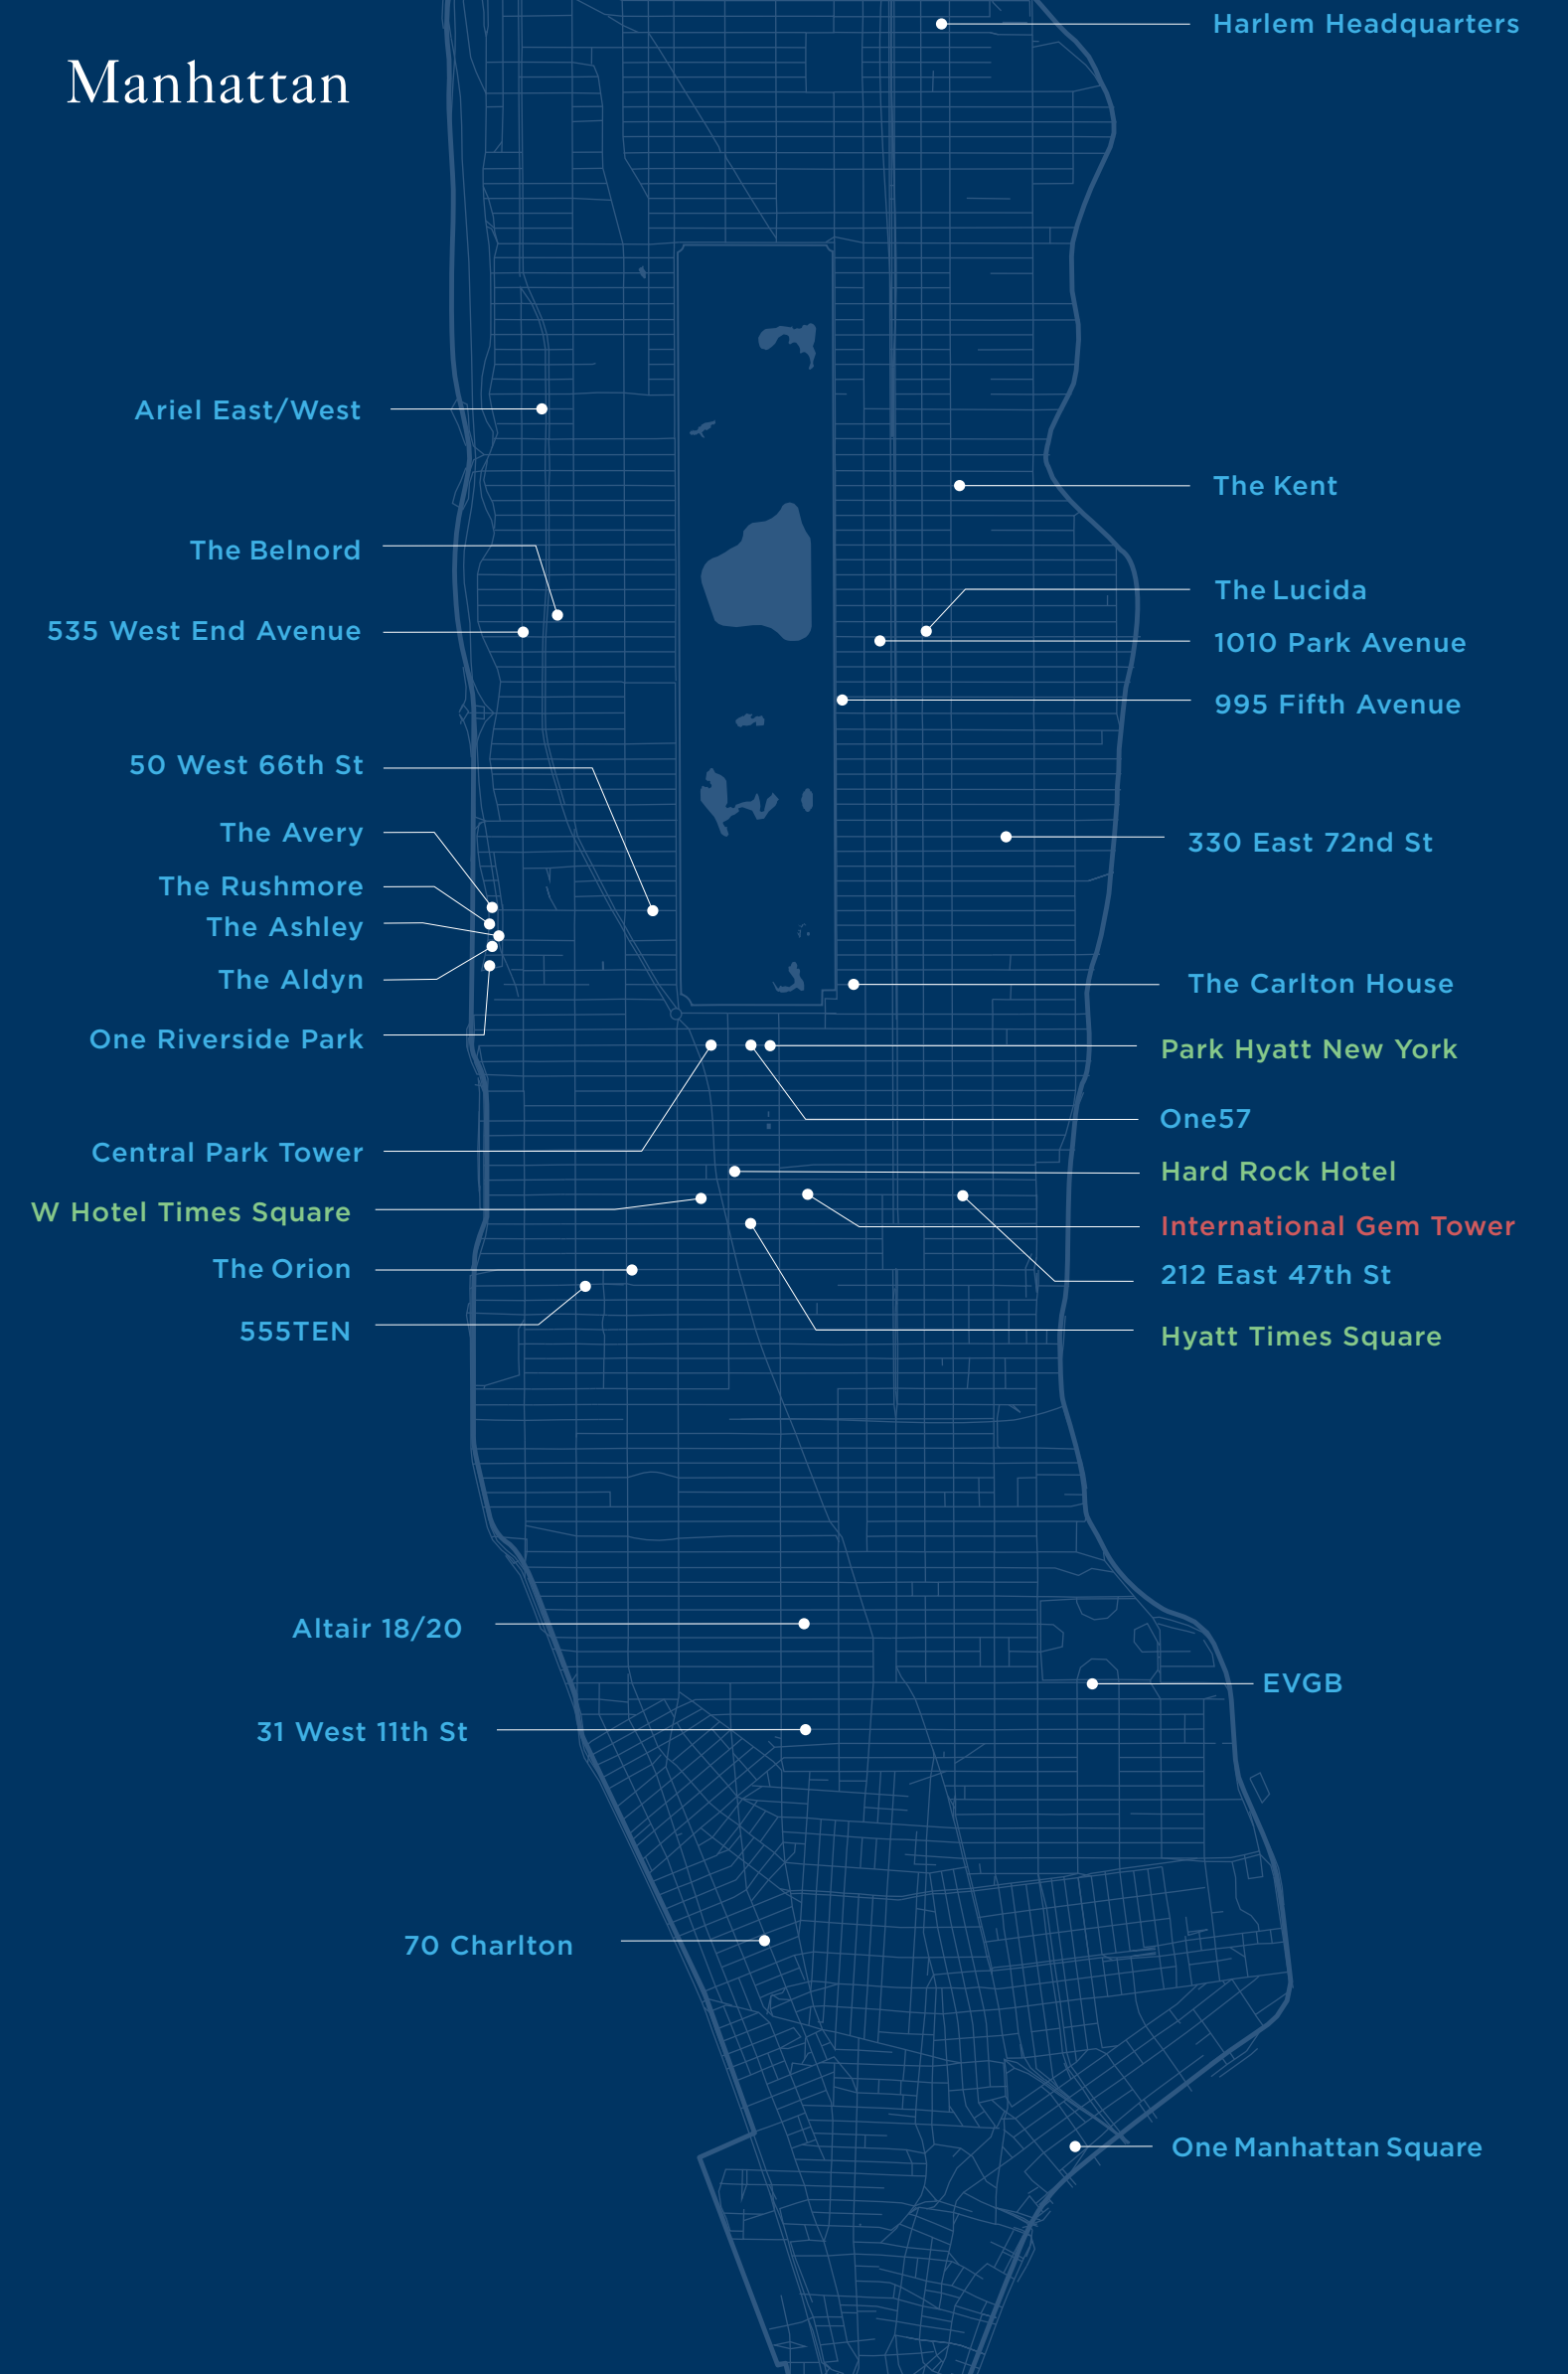 Harlem Headquarters
Manhattan
Ariel East/West
The Kent
The Belnord
The Lucida
535 West End Avenue
1010 Park Avenue
995 Fifth Avenue
50 West 66th St
The Avery
330 East 72nd St
The Rushmore
The Ashley
The Aldyn
The Carlton House
One Riverside Park
Park Hyatt New York
One57
Central Park Tower
Hard Rock Hotel
W Hotel Times Square
International Gem Tower
The Orion
212 East 47th St
555TEN
Hyatt Times Square
Altair 18/20
EVGB
31 West 11th St
70 Charlton
One Manhattan Square